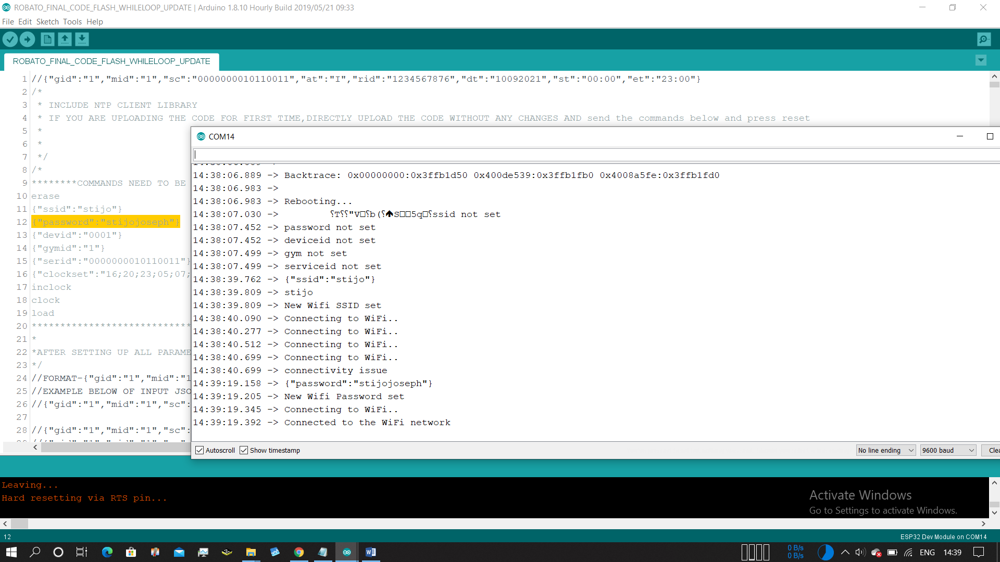 ROBATO_FINAL_CODE_FLASH_WHILELOOP_UPDATE | Arduino 1.8.10 Hourly Build 2019/05/21 09:33
File Edit Sketch Tools Help
ROBATO_FINAL_CODE_FLASH_WHILELOOP_UPDATE
1 //{"gid":"1","mid":"1","sc":"0000000010110011","at":"I","rid":"1234567876","dt":"10092021","st":"00:00","et":"23:00"}
2 /*
3 * INCLUDE NTP CLIENT LIBRARY
4 * IF YOU ARE UPLOADING THE CODE FOR FIRST TIME,DIRECTLY UPLOAD THE CODE WITHOUT ANY CHANGES AND send the commands below and press reset
5 *
6 *
7 */
8 /*
9 ********COMMANDS NEED TO BE
10 erase
11 {"ssid":"stijo"}
12 {"password":"stijojoseph"}
13 {"devid":"0001"}
14 {"gymid":"1"}
15 {"serid":"0000000010110011"}
16 {"clockset":"16;20;23;05;07;
17 inclock
18 clock
19 load
20 ****************************
21 *
22 *AFTER SETTING UP ALL PARAME
23 */
24 //FORMAT-{"gid":"1","mid":"1
25 //EXAMPLE BELOW OF INPUT JSO
26 //{"gid":"1","mid":"1","sc":
27
28 //{"gid":"1","mid":"1","sc":
COM14
14:38:06.889 -> Backtrace: 0x00000000:0x3ffb1d50 0x400de539:0x3ffb1fb0 0x4008a5fe:0x3ffb1fd0
14:38:06.983 ->
14:38:06.983 -> Rebooting...
14:38:07.030 -> ⸮T⸮⸮"V□⸮b(⸮🡅S□□5q□⸮ssid not set
14:38:07.452 -> password not set
14:38:07.452 -> deviceid not set
14:38:07.499 -> gym not set
14:38:07.499 -> serviceid not set
14:38:39.762 -> {"ssid":"stijo"}
14:38:39.809 -> stijo
14:38:39.809 -> New Wifi SSID set
14:38:40.090 -> Connecting to WiFi..
14:38:40.277 -> Connecting to WiFi..
14:38:40.512 -> Connecting to WiFi..
14:38:40.699 -> Connecting to WiFi..
14:38:40.699 -> connectivity issue
14:39:19.158 -> {"password":"stijojoseph"}
14:39:19.205 -> New Wifi Password set
14:39:19.345 -> Connecting to WiFi..
14:39:19.392 -> Connected to the WiFi network
Autoscroll Show timestamp No line ending 9600 baud Clea
Leaving...
Hard resetting via RTS pin...
Activate Windows
Go to Settings to activate Windows.
12 ESP32 Dev Module on COM14
0 B/s
0 B/s
ENG 14:39